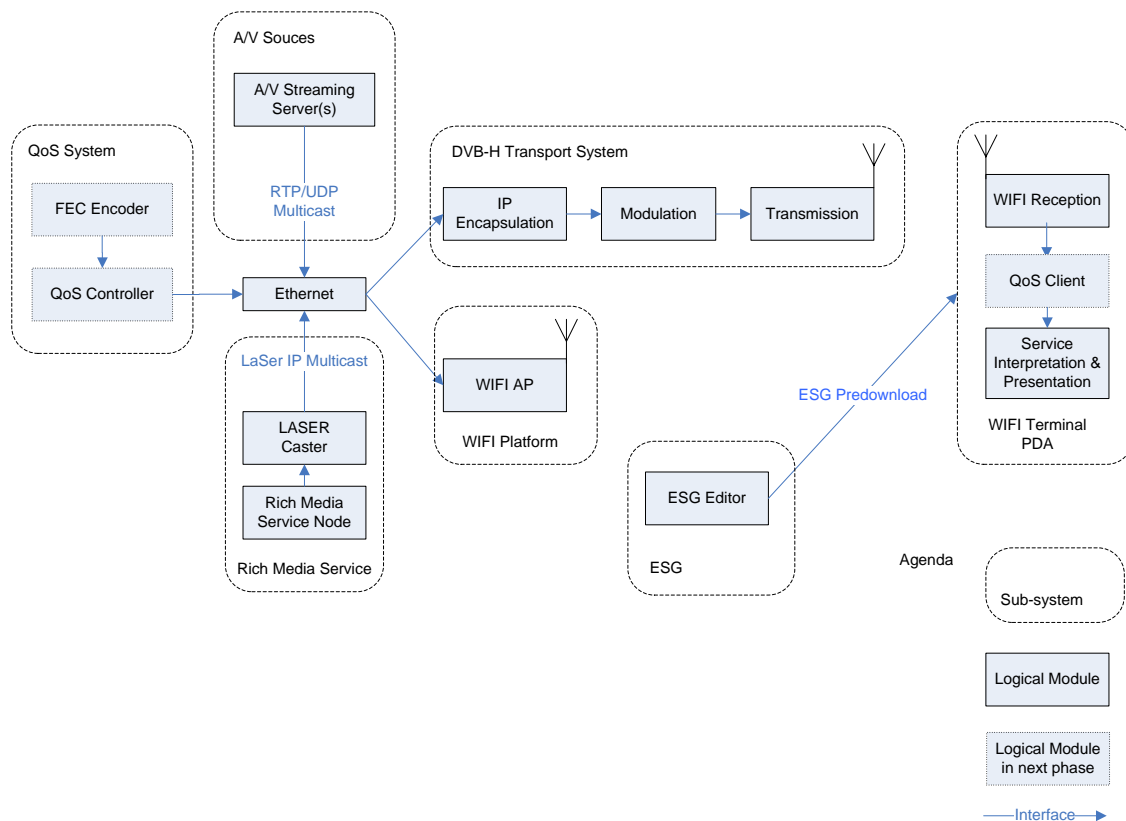 A/V Souces
A/V Streaming
Server(s)
RTP/UDP
Multicast
QoS System
FEC Encoder
QoS Controller
Ethernet
DVB-H Transport System
IP
Encapsulation
Modulation
Transmission
WIFI Reception
QoS Client
Service
Interpretation &
Presentation
WIFI Terminal
PDA
LaSer IP Multicast
LASER
Caster
Rich Media
Service Node
Rich Media Service
WIFI AP
WIFI Platform
ESG Predownload
ESG Editor
ESG
Agenda
Sub-system
Logical Module
Logical Module
in next phase
Interface